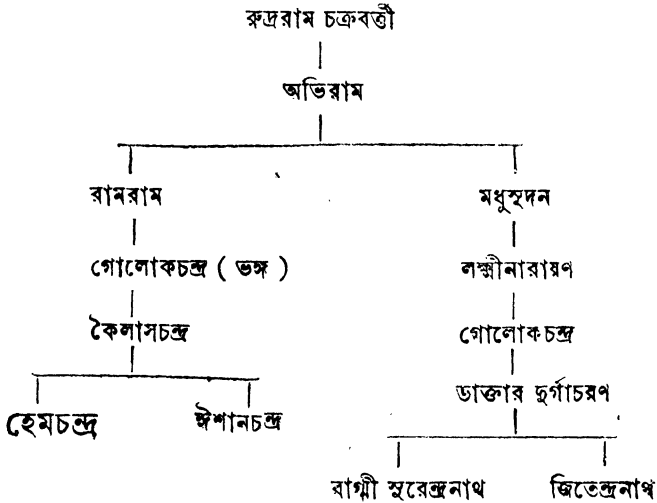 রুদ্ররাম চক্রবর্ত্তী
অভিরাম
রামরাম মধুসূদন
গোলোকচন্দ্র ( ভঙ্গ ) লক্ষ্মীনারায়ণ
কৈলাসচন্দ্র গোলোকচন্দ্র
ডাক্তার দুর্গাচরণ
হেমচন্দ্র ঈশানচন্দ্র
বাগ্মী সুরেন্দ্রনাথ জিতেন্দ্রনাথ